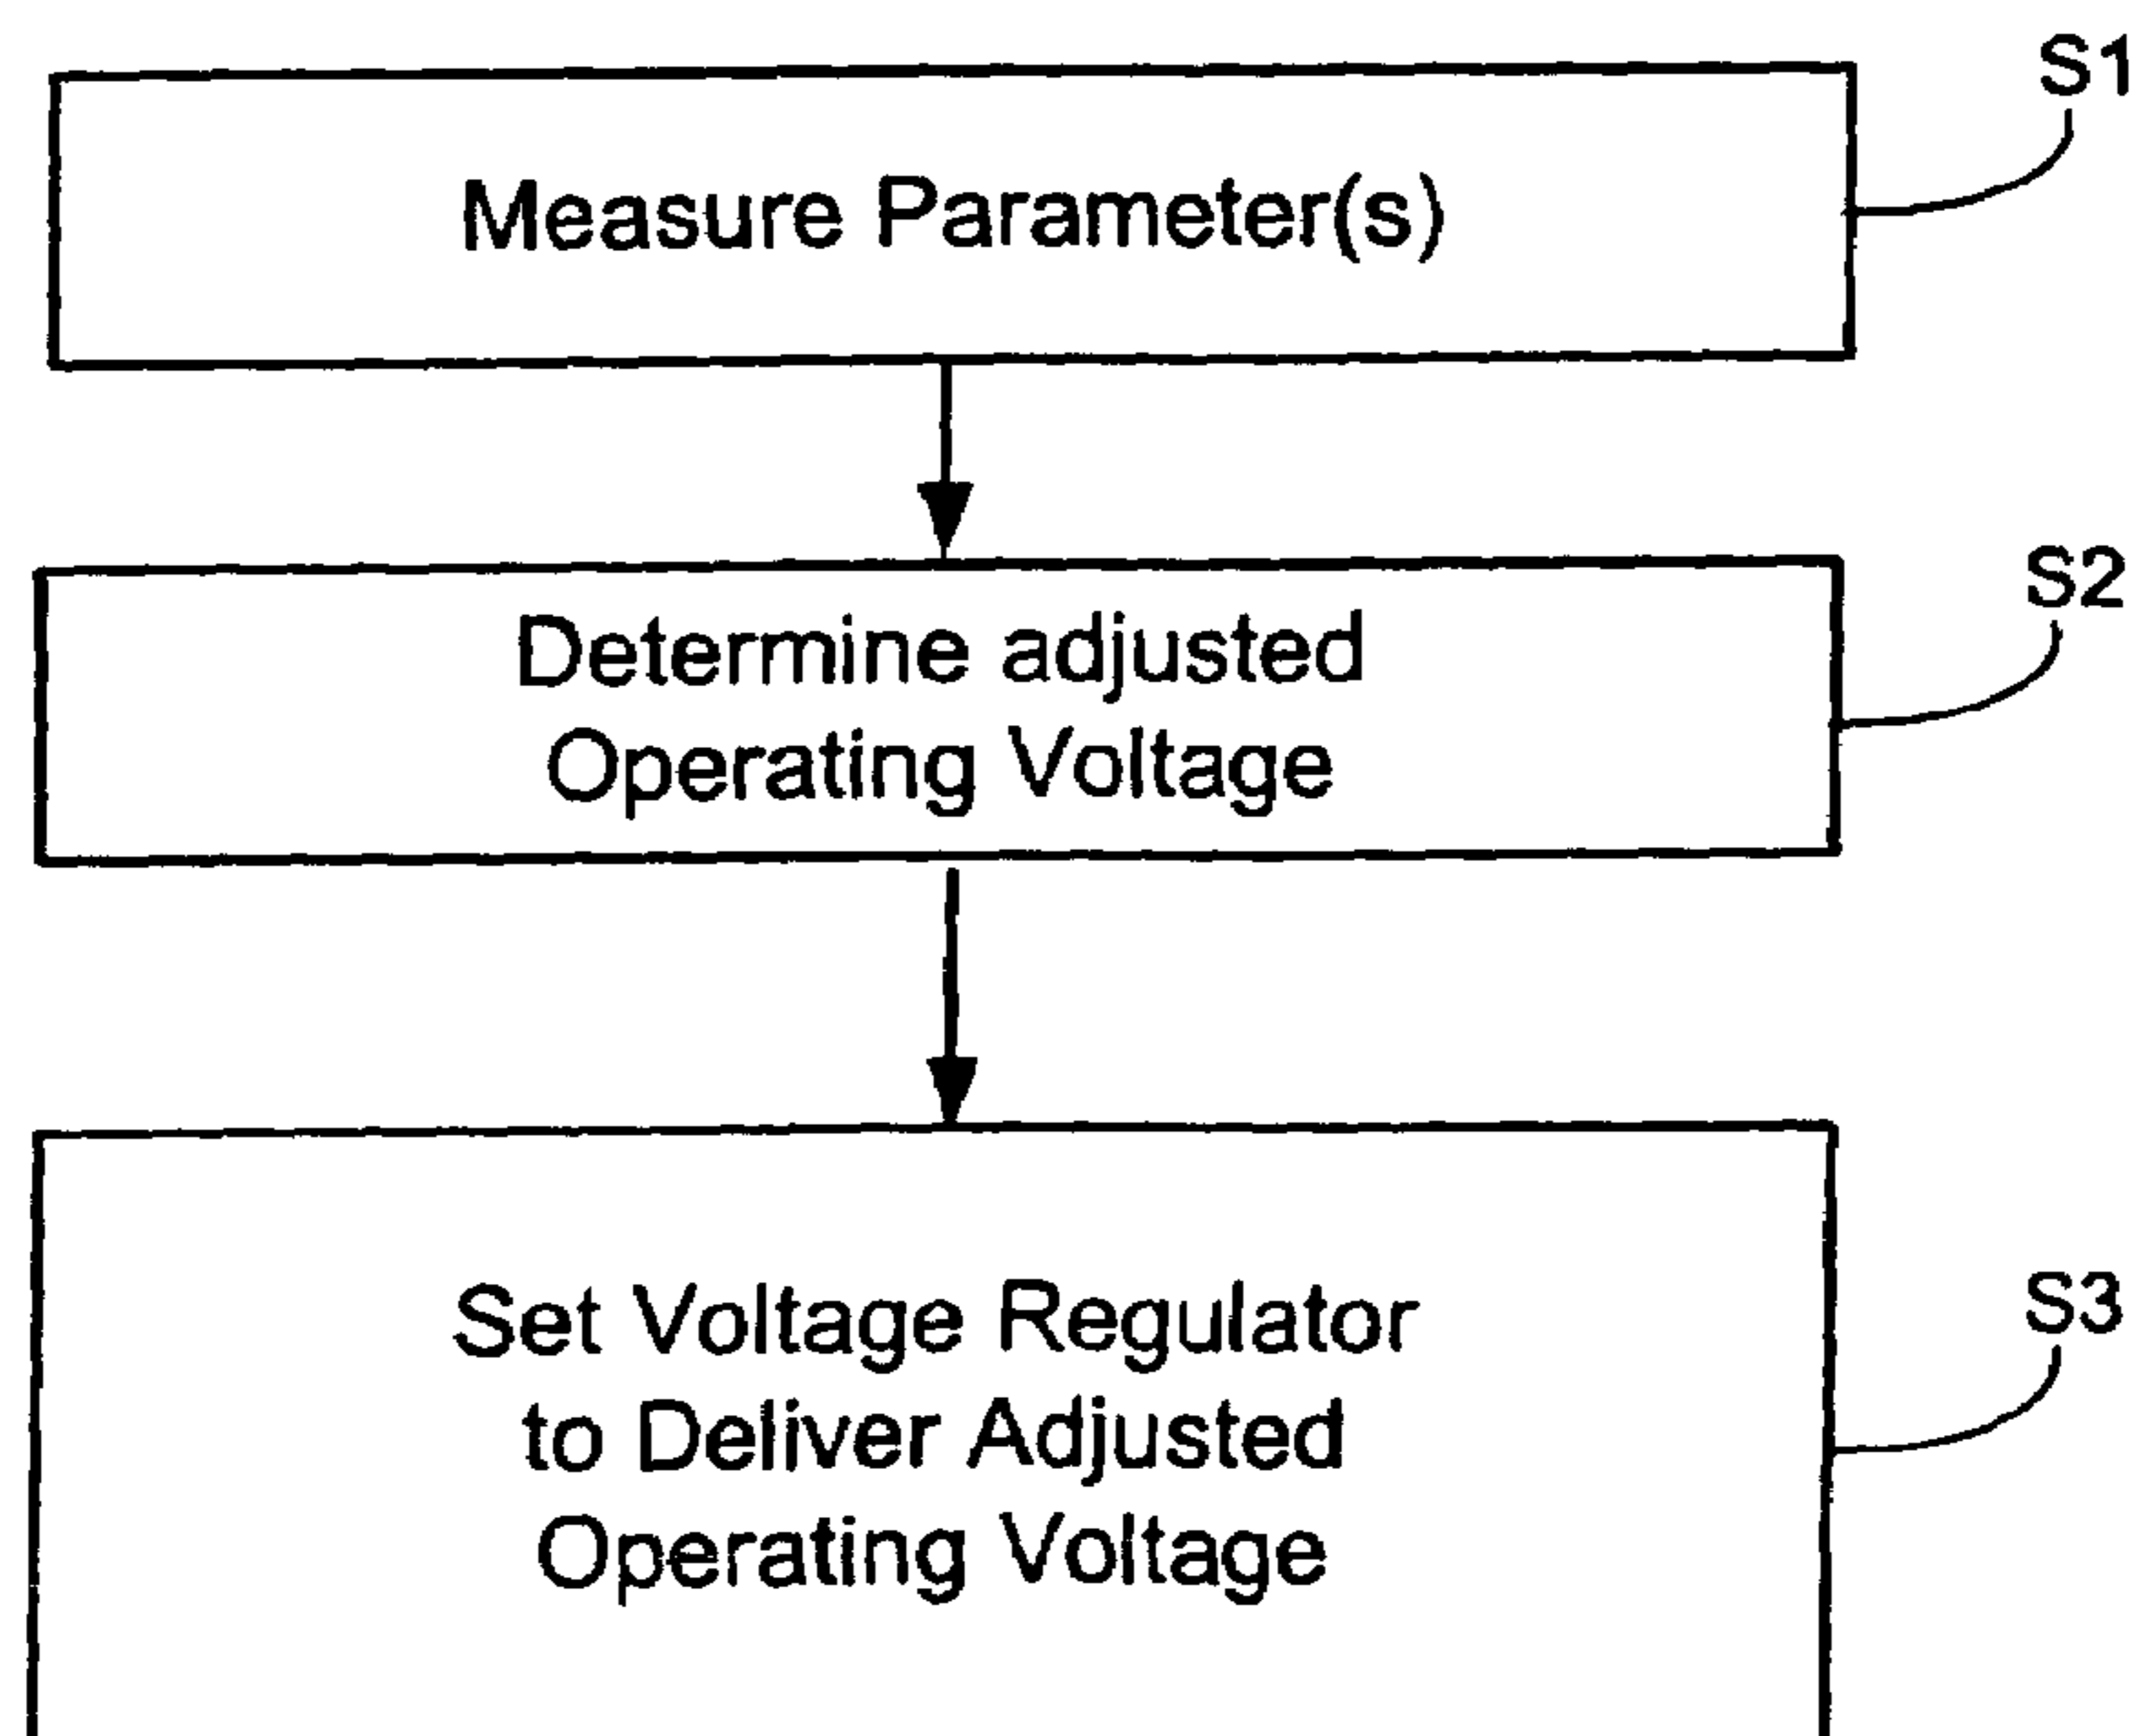 S1
Measure Parameter(s)
S2
Determine adjusted
Operating Voltage
S3
Set Voltage Regulator
to Deliver Adjusted
Operating Voltage